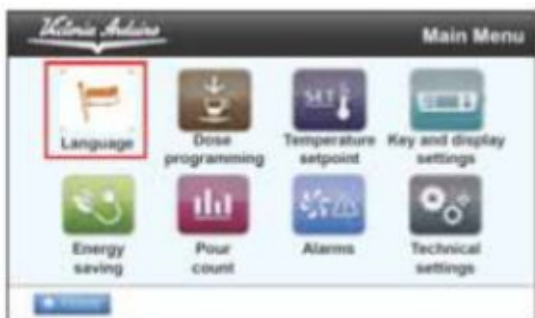 Victoria Arduino
Main Menu
Language
Dose
programming
Temperature
setpoint
Key and display
settings
SET
Energy
saving
Pour
count
Alarms
Technical
settings